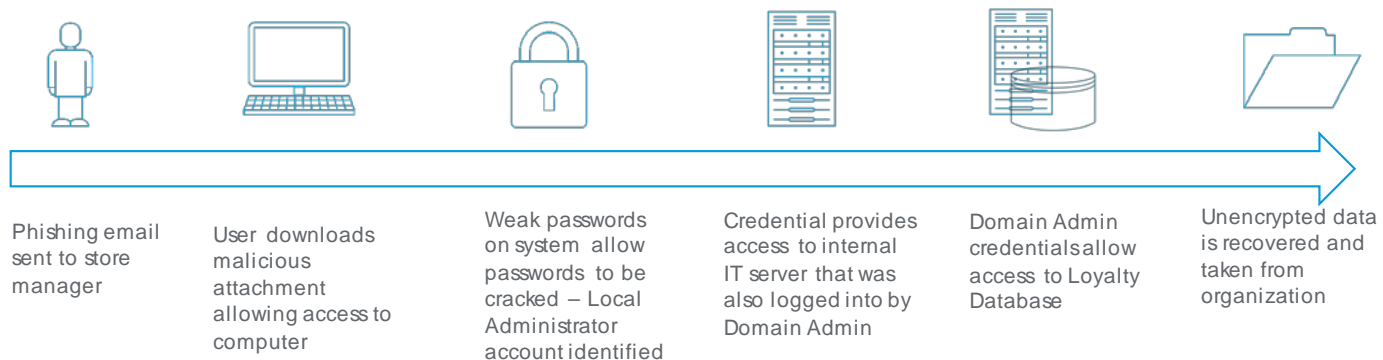 Phishing email
sent to store
manager
User downloads
malicious
attachment
allowing access to
computer
Weak passwords
on system allow
passwords to be
cracked – Local
Administrator
account identified
Credential provides
access to internal
IT server that was
also logged into by
Domain Admin
Domain Admin
credentials allow
access to Loyalty
Database
Unencrypted data
is recovered and
taken from
organization